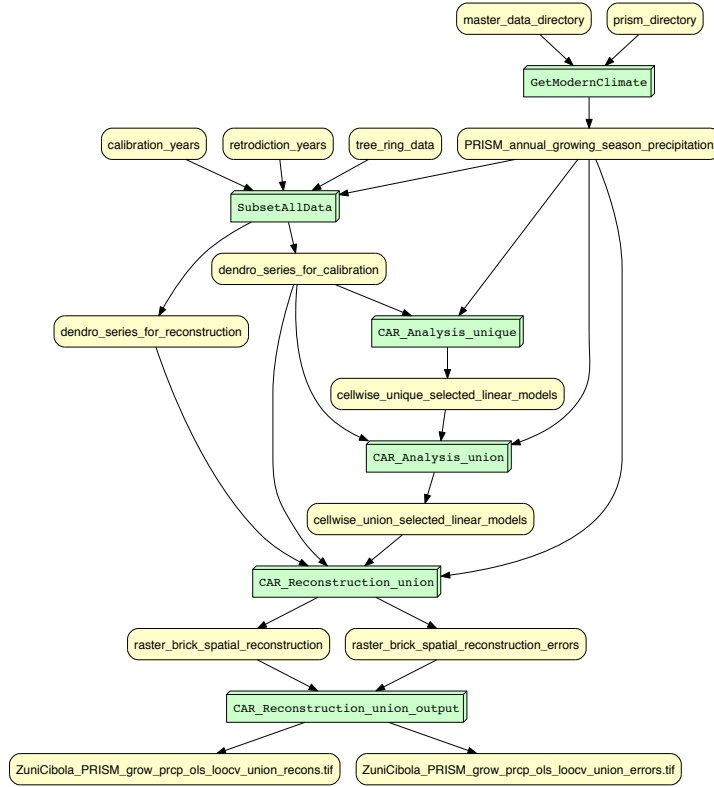 master_data_directory
prism_directory
GetModernClimate
calibration_years
retrodiction_years
tree_ring_data
PRISM_annual_growing_season_precipitation
SubsetAllData
dendro_series_for_calibration
dendro_series_for_reconstruction
CAR_Analysis_unique
cellwise_unique_selected_linear_models
CAR_Analysis_union
cellwise_union_selected_linear_models
CAR_Reconstruction_union
raster_brick_spatial_reconstruction
raster_brick_spatial_reconstruction_errors
CAR_Reconstruction_union_output
ZuniCibola_PRISM_grow_prcp_ols_loocv_union_recons.tif
ZuniCibola_PRISM_grow_prcp_ols_loocv_union_errors.tif